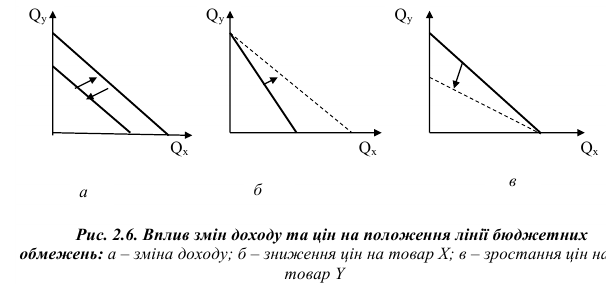 Qy Qy Qy
Qx Qx Qx
а б в
Рис. 2.6. Вплив змін доходу та цін на положення лінії бюджетних
обмежень: а – зміна доходу; б – зниження цін на товар X; в – зростання цін на
товар Y